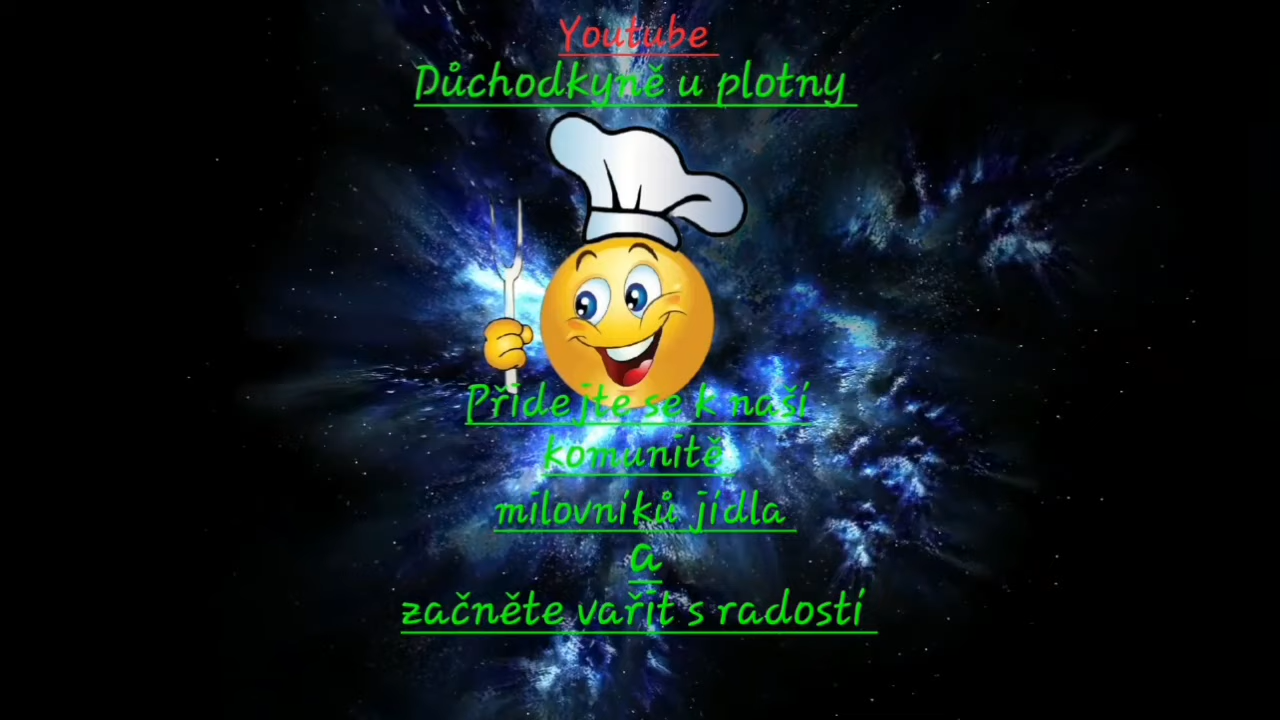 Youtube
Důchodkyně u plotny
Přidejte se k naší
komunitě
milovníků jídla
a
začněte vařit s radostí